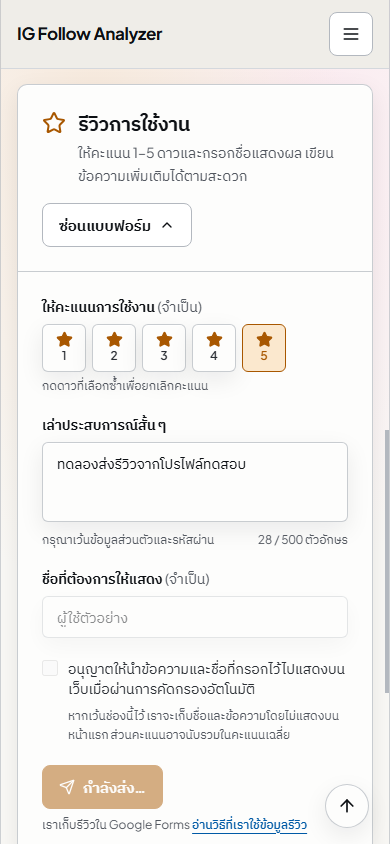 IG Follow Analyzer
รีวิวการใช้งาน
ให้คะแนน 1–5 ดาวและกรอกชื่อแสดงผล เขียน
ข้อความเพิ่มเติมได้ตามสะดวก
ซ่อนแบบฟอร์ม
ให้คะแนนการใช้งาน (จำเป็น)
1 2 3 4 5
กดดาวที่เลือกซ้ำเพื่อยกเลิกคะแนน
เล่าประสบการณ์สั้น ๆ
ทดลองส่งรีวิวจากโปรไฟล์ทดสอบ
กรุณาเว้นข้อมูลส่วนตัวและรหัสผ่าน 28 / 500 ตัวอักษร
ชื่อที่ต้องการให้แสดง (จำเป็น)
ผู้ใช้ตัวอย่าง
อนุญาตให้นำข้อความและชื่อที่กรอกไว้ไปแสดงบน
เว็บเมื่อผ่านการคัดกรองอัตโนมัติ
หากเว้นช่องนี้ไว้ เราจะเก็บชื่อและข้อความโดยไม่แสดงบน
หน้าแรก ส่วนคะแนนอาจนับรวมในคะแนนเฉลี่ย
กำลังส่ง...
เราเก็บรีวิวใน Google Forms อ่านวิธีที่เราใช้ข้อมูลรีวิว